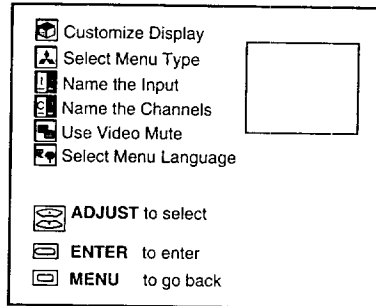 Customize Display
Select Menu Type
Name the Input
Name the Channels
Use Video Mute
Select Menu Language
ADJUST to select
ENTER to enter
MENU to go back